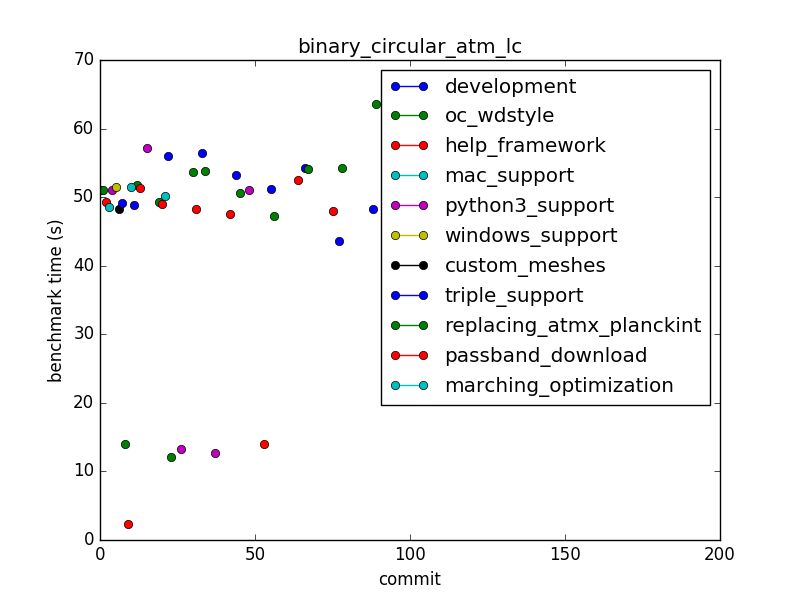 binary_circular_atm_lc
70
60
50
40
30
20
10
0
benchmark time (s)
development
oc_wdstyle
help_framework
mac_support
python3_support
windows_support
custom_meshes
triple_support
replacing_atmx_planckint
passband_download
marching_optimization
0 50 100 150 200
commit